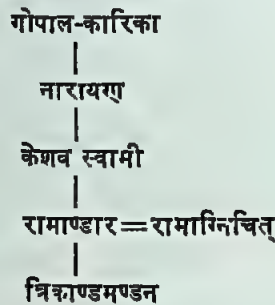 गोपाल-कारिका
नारायण
केशव स्वामी
रामाण्डार = रामाग्निचित्
त्रिकाण्डमण्डन